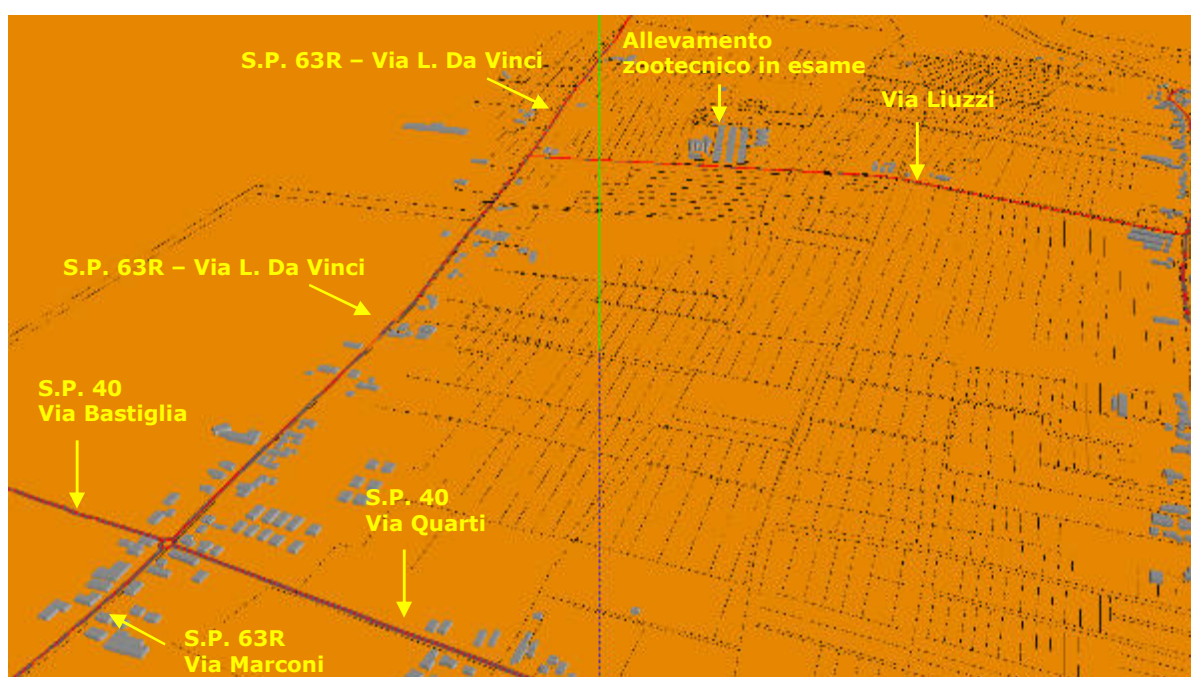 Allevamento
zootecnico in esame
S.P. 63R – Via L. Da Vinci
Via Liuzzi
S.P. 63R – Via L. Da Vinci
S.P. 40
Via Bastiglia
S.P. 40
Via Quarti
S.P. 63R
Via Marconi